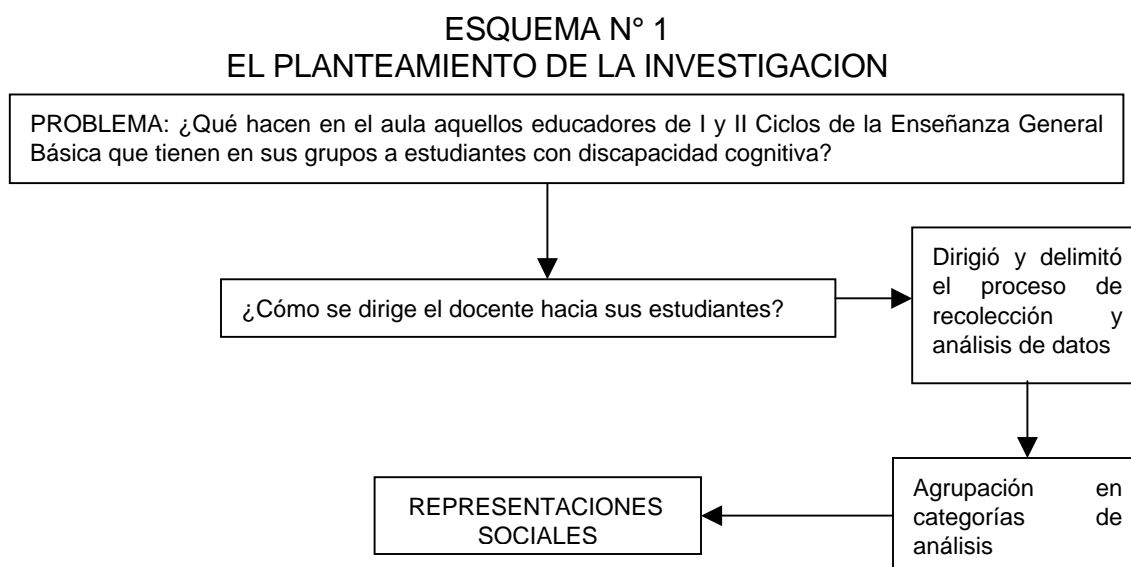 ESQUEMA N° 1
EL PLANTEAMIENTO DE LA INVESTIGACION
PROBLEMA: ¿Qué hacen en el aula aquellos educadores de I y II Ciclos de la Enseñanza General
Básica que tienen en sus grupos a estudiantes con discapacidad cognitiva?
¿Cómo se dirige el docente hacia sus estudiantes?
Dirigió y delimitó
el proceso de
recolección y
análisis de datos
Agrupación en
categorías de
análisis
REPRESENTACIONES
SOCIALES